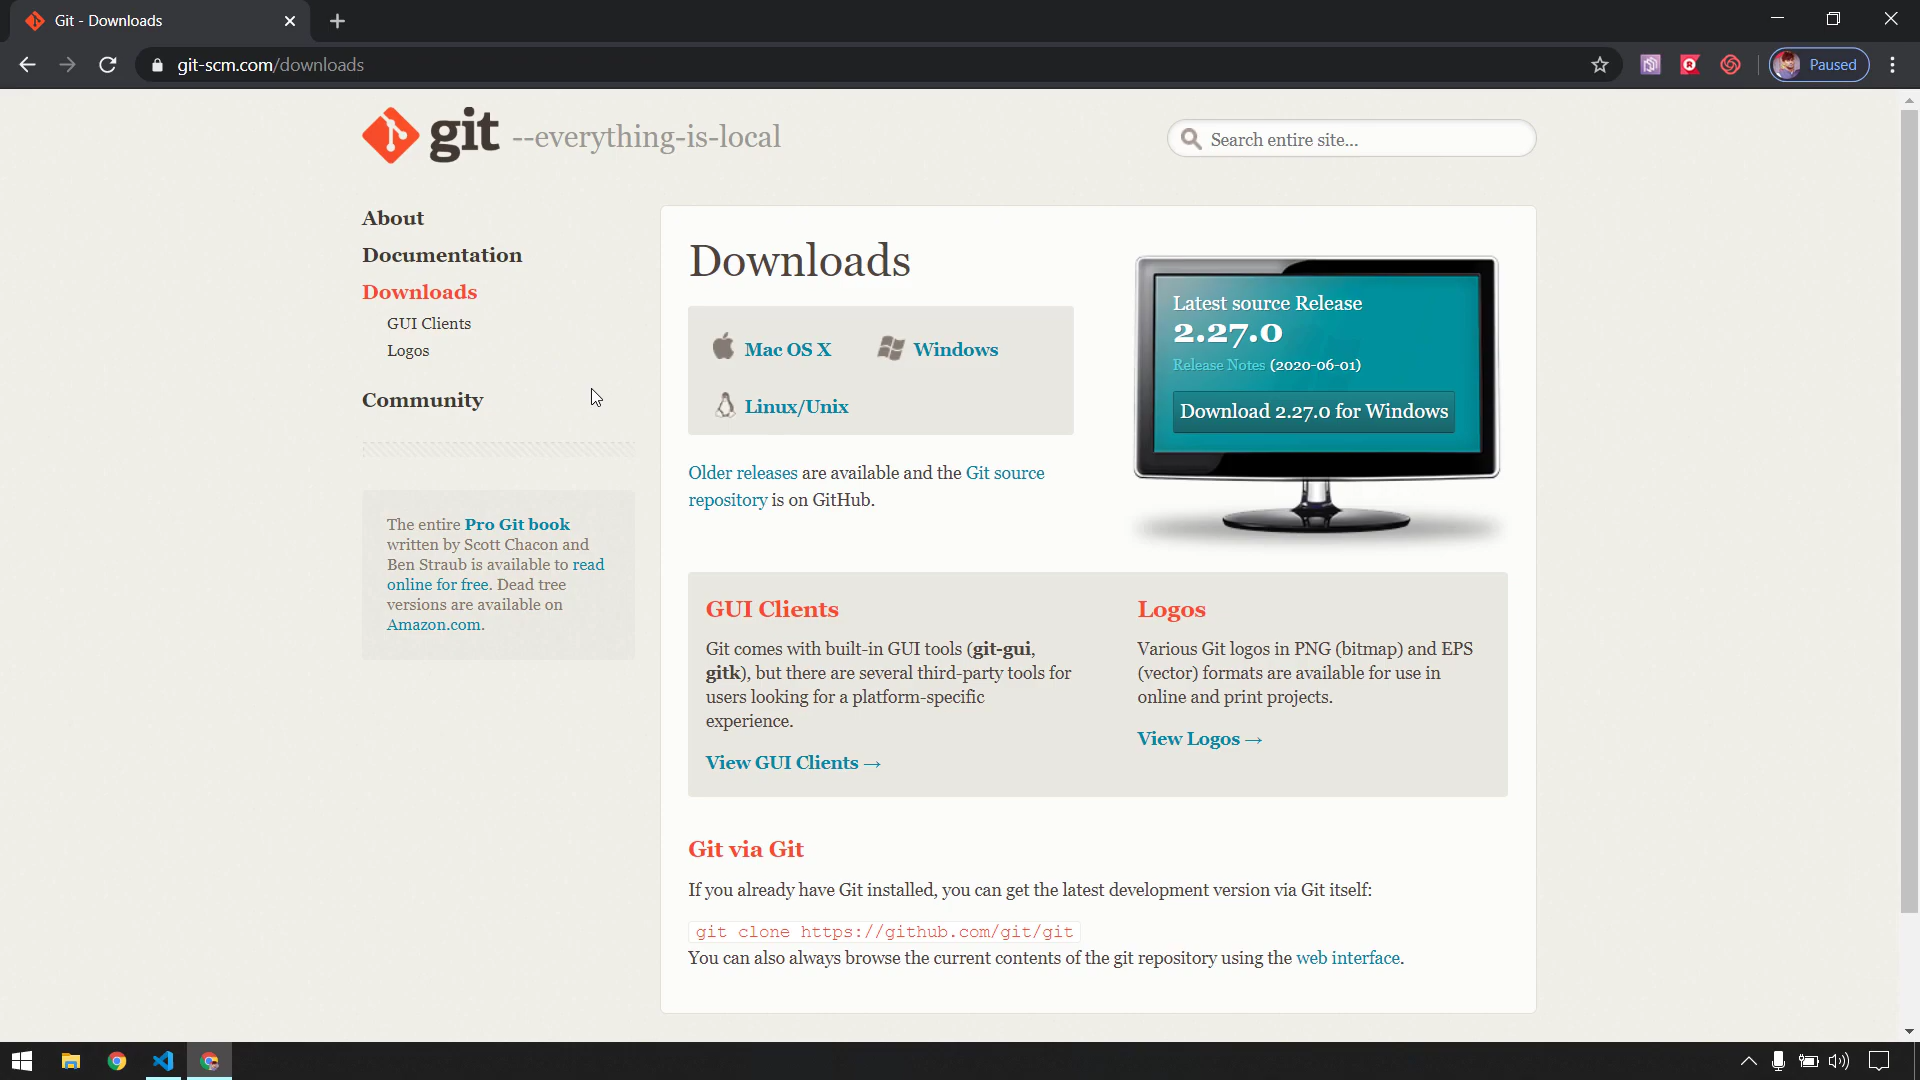 Git - Downloads
git-scm.com/downloads
Paused
git --everything-is-local
Search entire site...
About
Documentation
Downloads
GUI Clients
Logos
Community
The entire Pro Git book
written by Scott Chacon and
Ben Straub is available to read
online for free. Dead tree
versions are available on
Amazon.com.
Downloads
Mac OS X
Windows
Linux/Unix
Older releases are available and the Git source
repository is on GitHub.
Latest source Release
2.27.0
Release Notes (2020-06-01)
Download 2.27.0 for Windows
GUI Clients
Git comes with built-in GUI tools (git-gui,
gitk), but there are several third-party tools for
users looking for a platform-specific
experience.
View GUI Clients →
Logos
Various Git logos in PNG (bitmap) and EPS
(vector) formats are available for use in
online and print projects.
View Logos →
Git via Git
If you already have Git installed, you can get the latest development version via Git itself:
git clone https://github.com/git/git
You can also always browse the current contents of the git repository using the web interface.